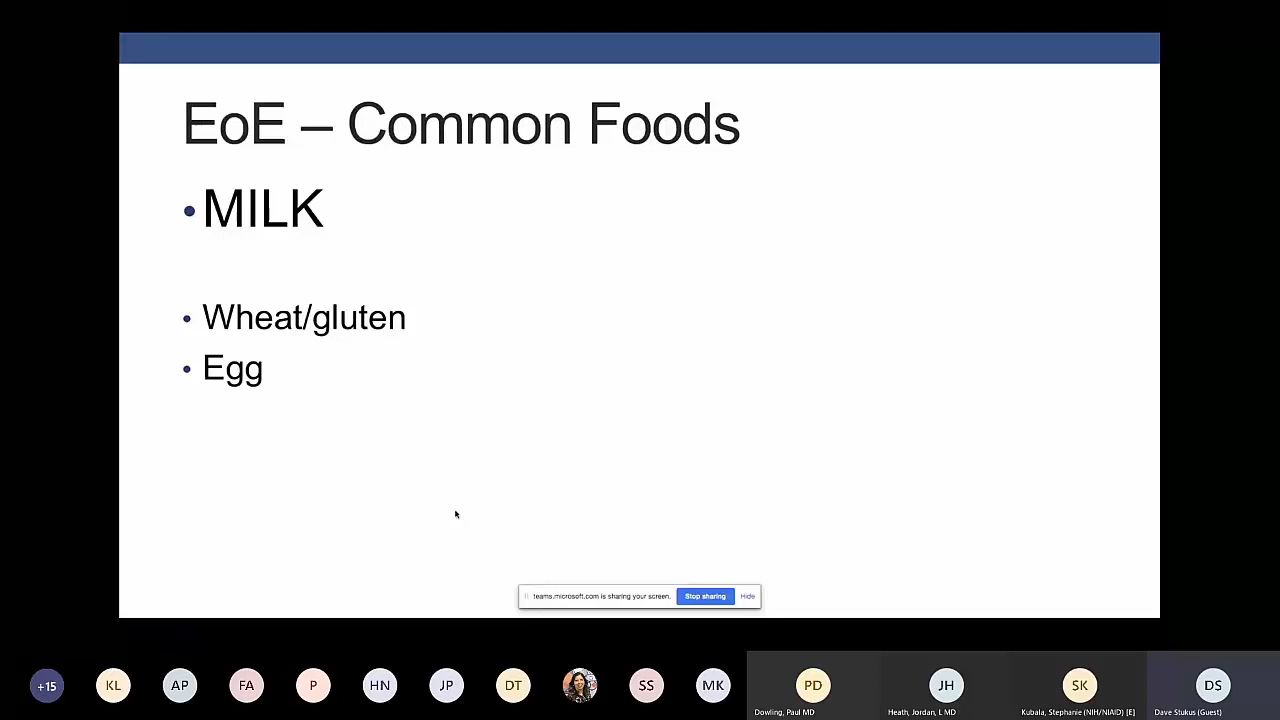 EoE – Common Foods
•MILK
• Wheat/gluten
• Egg
teams.microsoft.com is sharing your screen. Stop sharing Hide
+15 KL AP FA P HN JP DT SS MK PD JH SK DS
Dowling, Paul MD Heath, Jordan, L MD Kubala, Stephanie (NIH/NIAID) [E] Dave Stukus (Guest)